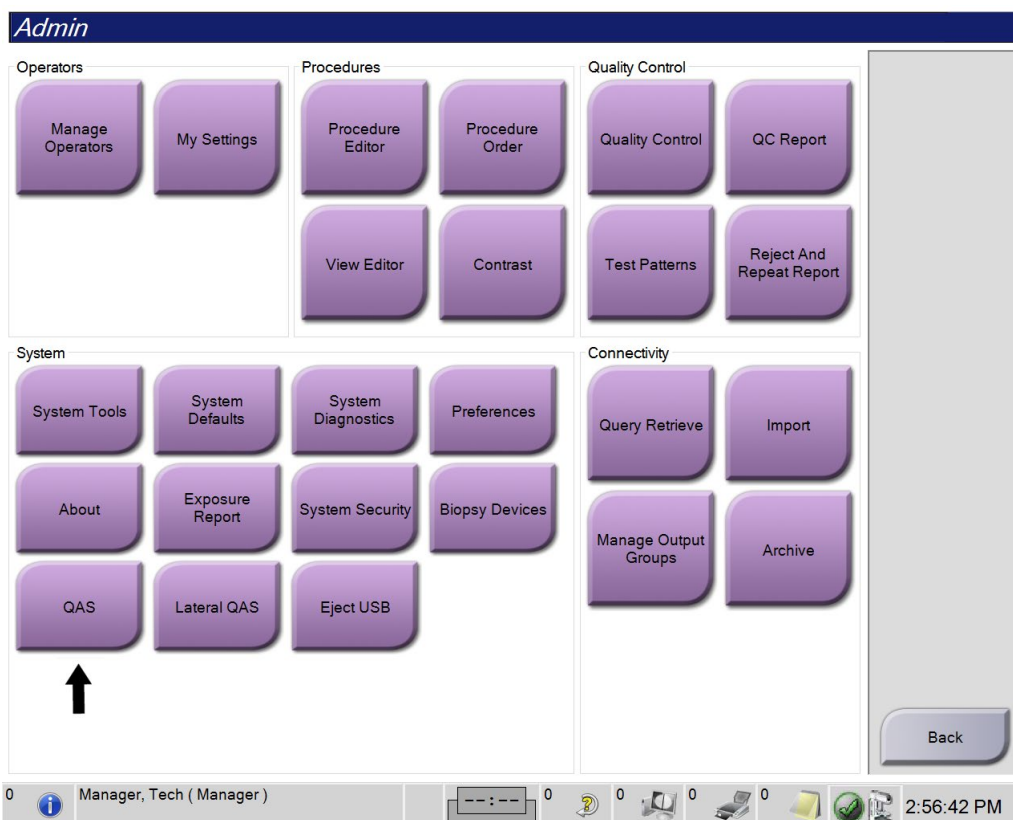 Admin
Operators
Manage
Operators
My Settings
Procedures
Procedure
Editor
Procedure
Order
View Editor
Contrast
Quality Control
Quality Control
QC Report
Test Patterns
Reject And
Repeat Report
System
System Tools
System
Defaults
System
Diagnostics
Preferences
About
Exposure
Report
System Security
Biopsy Devices
QAS
Lateral QAS
Eject USB
Connectivity
Query Retrieve
Import
Manage Output
Groups
Archive
Back
0 Manager, Tech ( Manager ) --:-- 0 0 0 0 2:56:42 PM